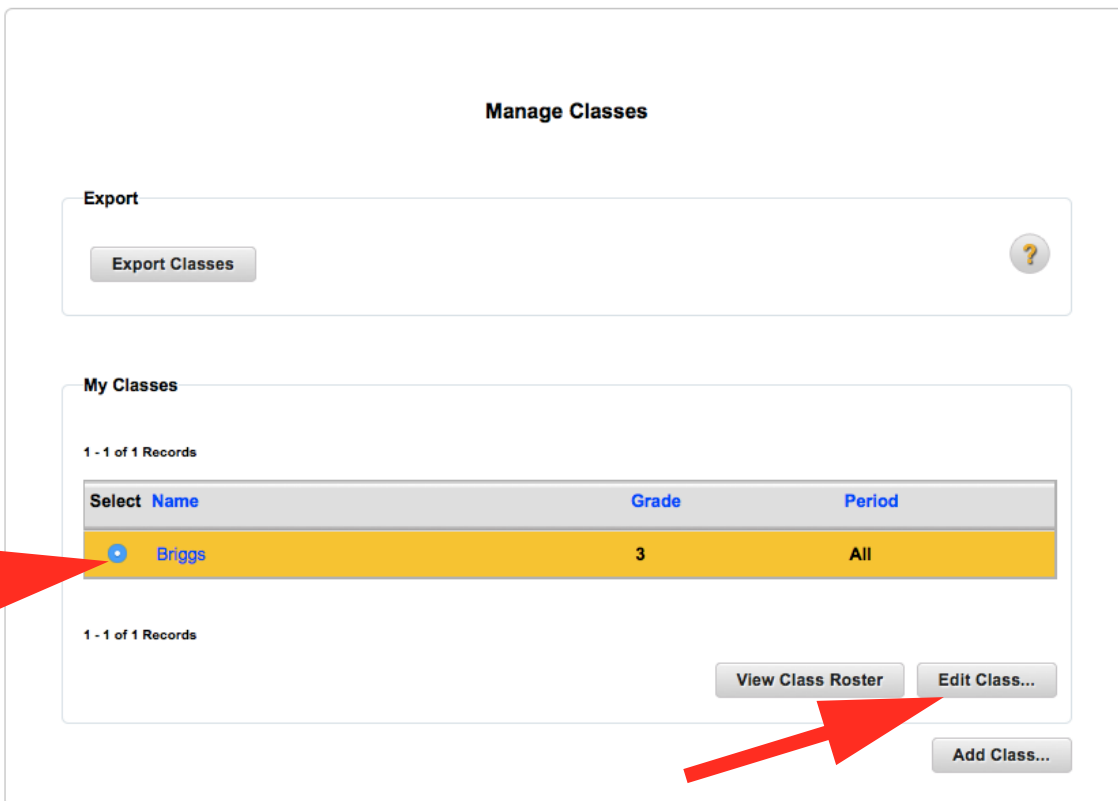 Manage Classes
Export
Export Classes
?
My Classes
1 - 1 of 1 Records
Select Name Grade Period
Briggs 3 All
1 - 1 of 1 Records
View Class Roster Edit Class...
Add Class...